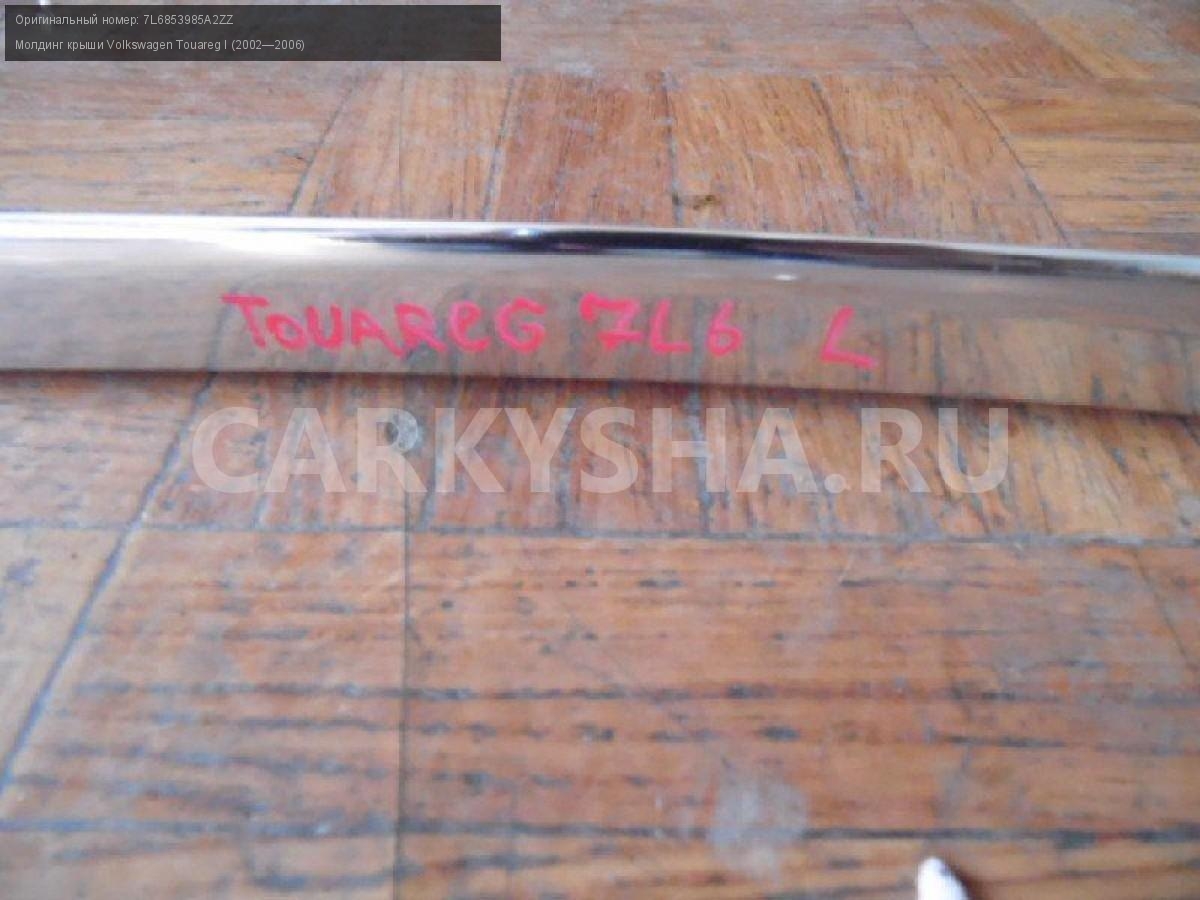 Оригинальный номер: 7L6853985A2ZZ
Молдинг крыши Volkswagen Touareg I (2002—2006)
TOUAREG 7L6 L
CARKYSHA.RU